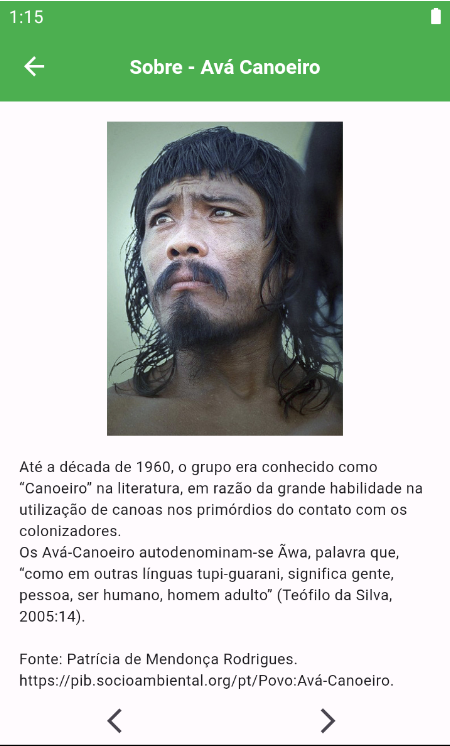 1:15
Sobre - Avá Canoeiro
Até a década de 1960, o grupo era conhecido como
“Canoeiro” na literatura, em razão da grande habilidade na
utilização de canoas nos primórdios do contato com os
colonizadores.
Os Avá-Canoeiro autodenominam-se Ãwa, palavra que,
“como em outras línguas tupi-guarani, significa gente,
pessoa, ser humano, homem adulto” (Teófilo da Silva,
2005:14).
Fonte: Patrícia de Mendonça Rodrigues.
https://pib.socioambiental.org/pt/Povo:Avá-Canoeiro.